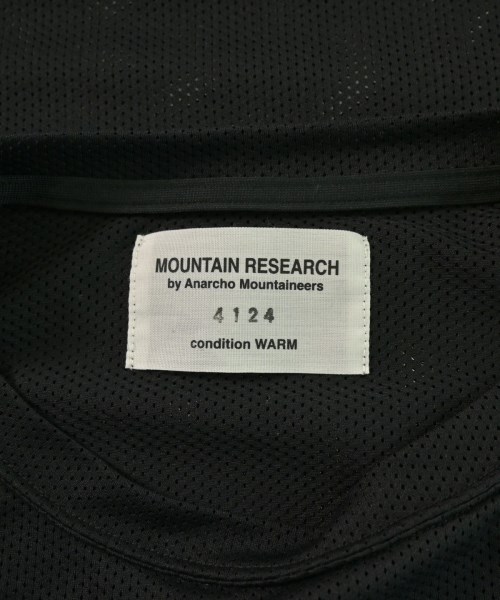 MOUNTAIN RESEARCH
by Anarcho Mountaineers
4124
condition WARM